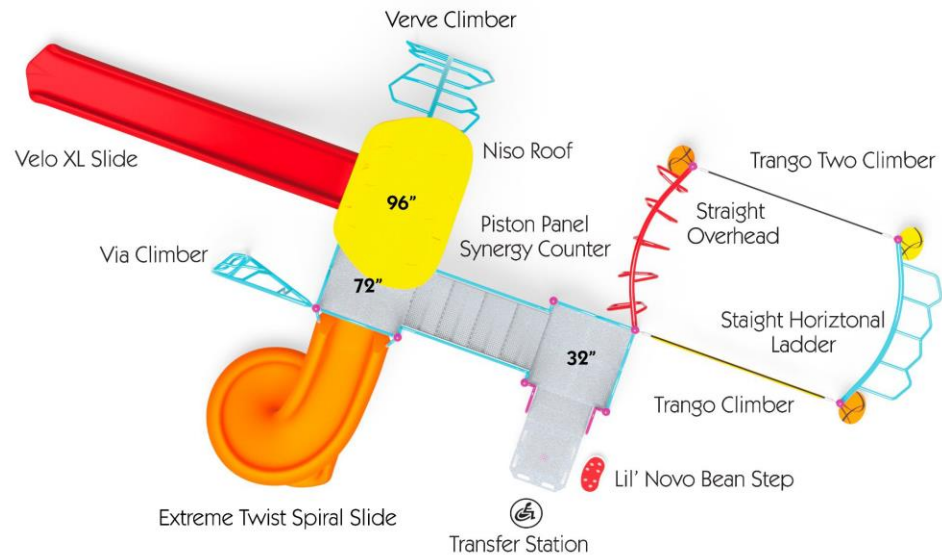 Verve Climber
Velo XL Slide
Niso Roof
96”
Trango Two Climber
Straight
Overhead
Piston Panel
Synergy Counter
Via Climber
72”
Staight Horiztonal
Ladder
32”
Trango Climber
Lil’ Novo Bean Step
Extreme Twist Spiral Slide
Transfer Station